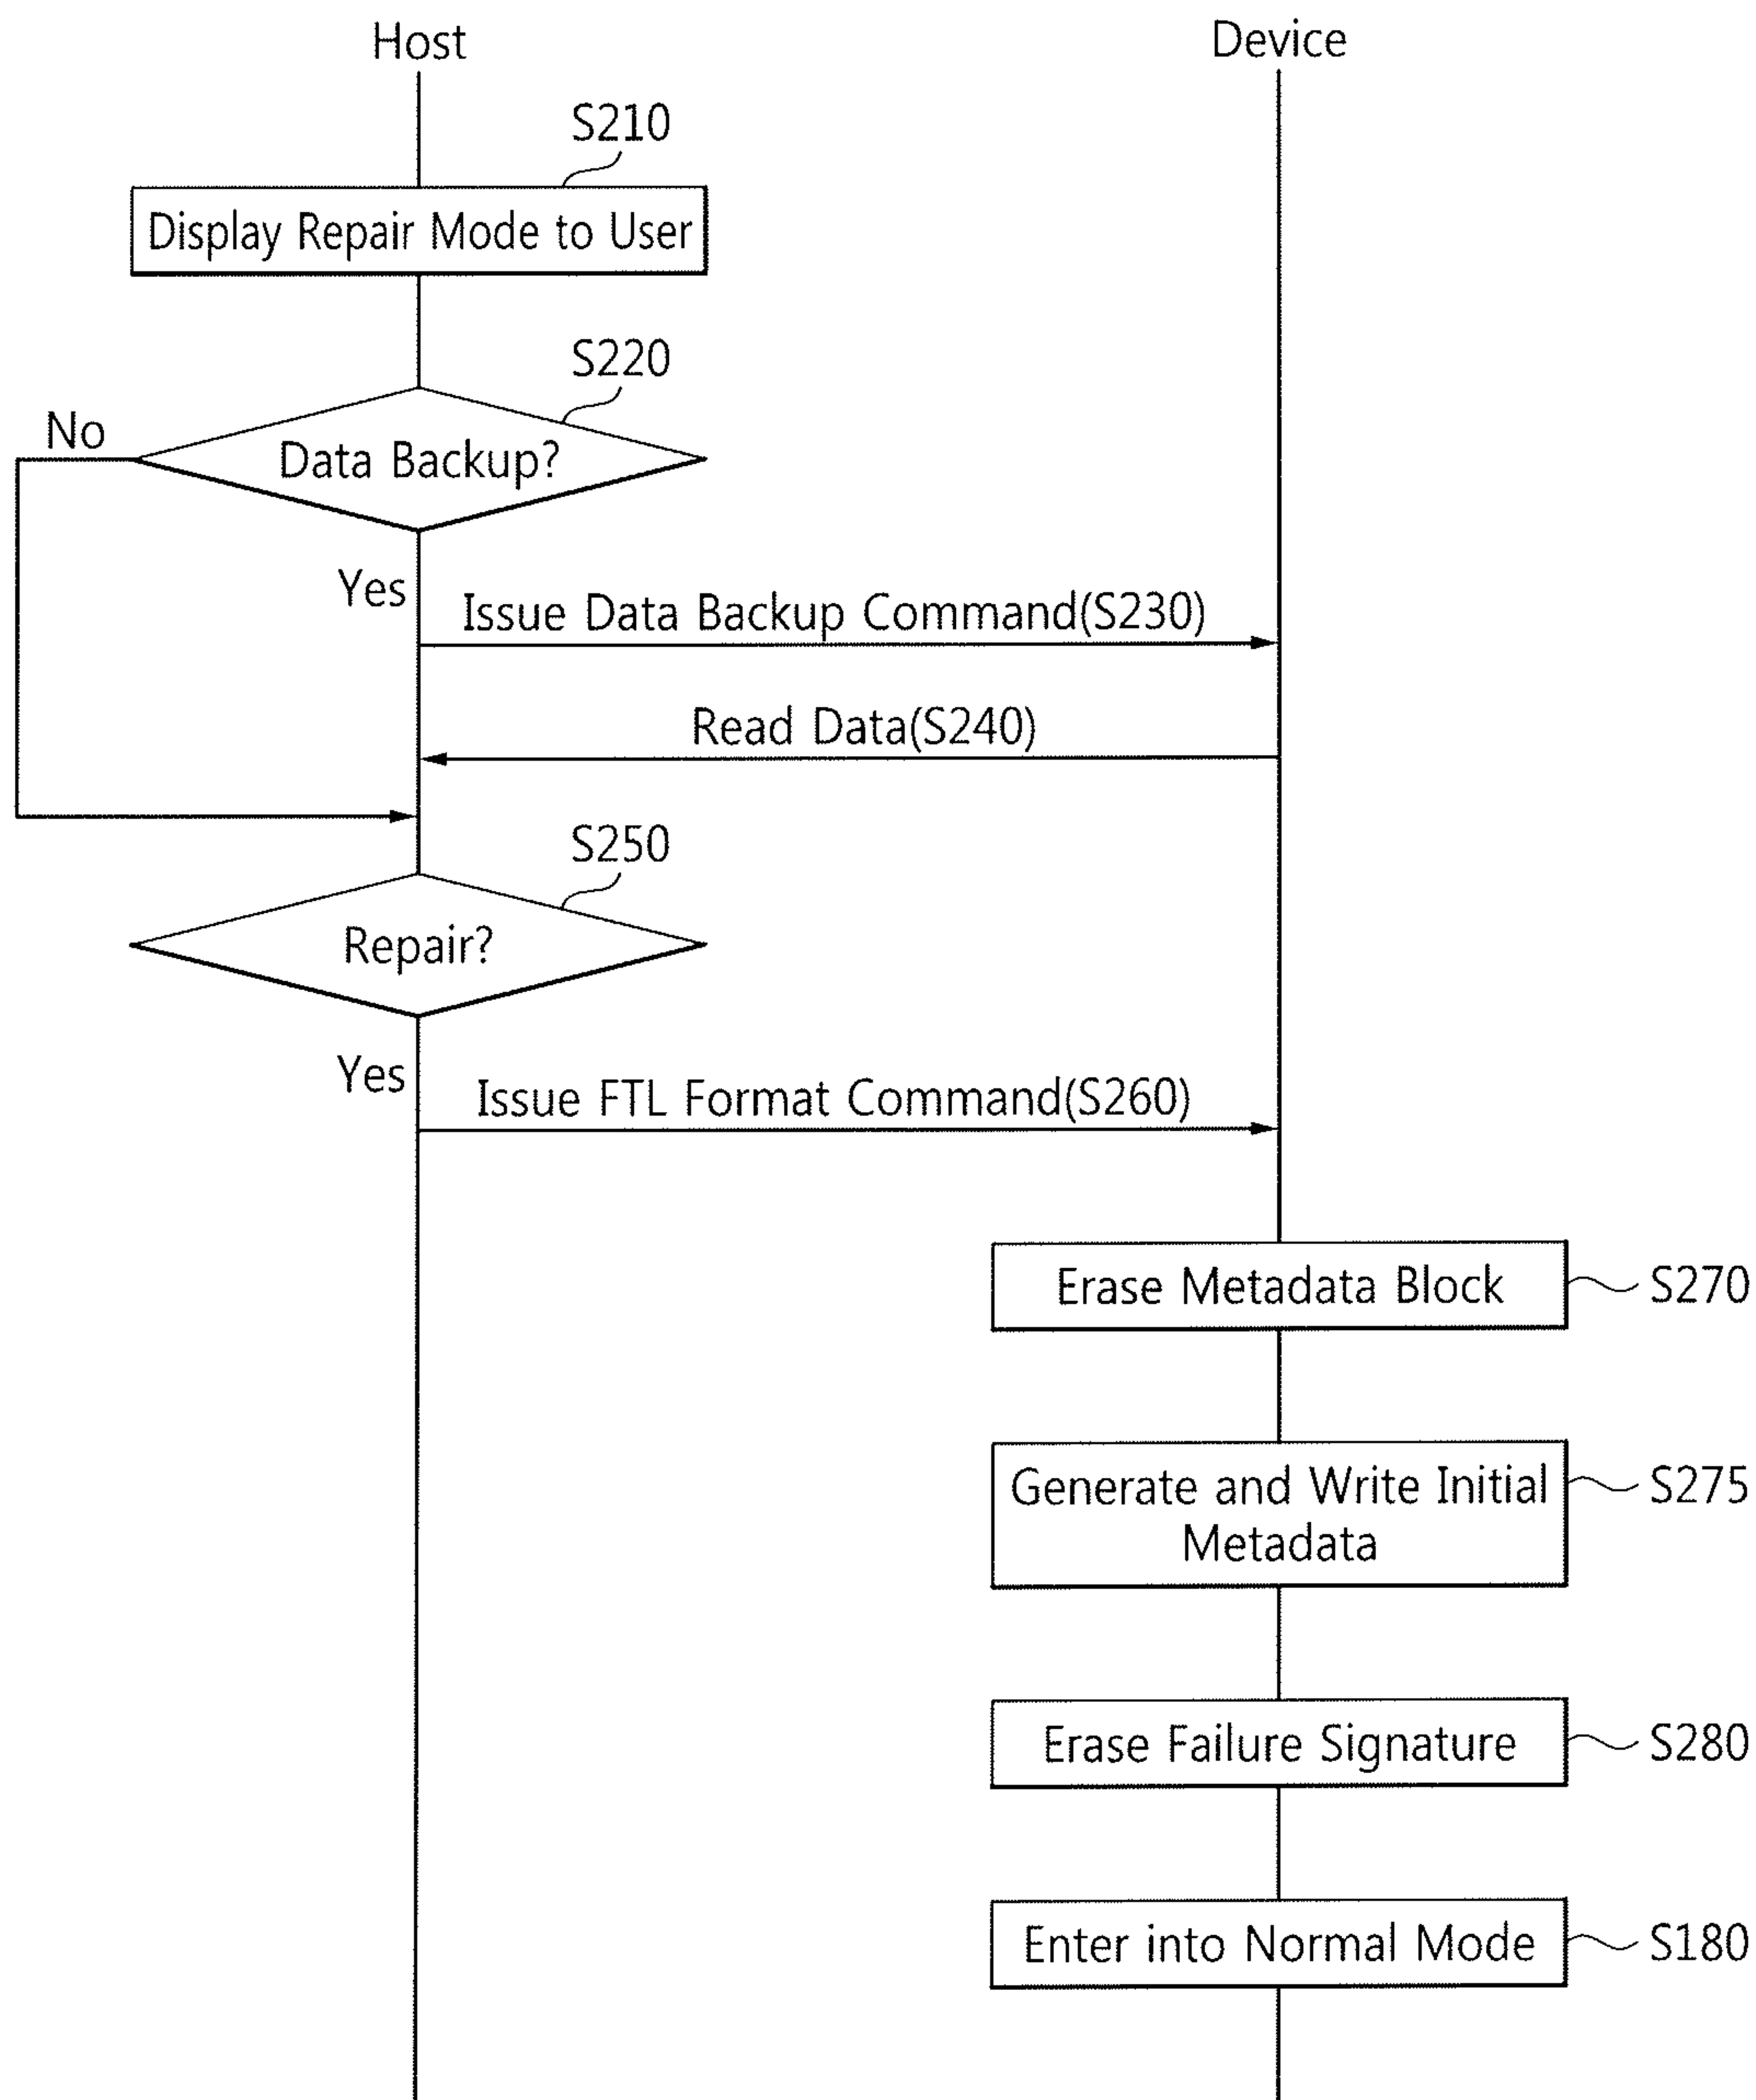 Host
Device
S210
Display Repair Mode to User
S220
No
Data Backup?
Yes
Issue Data Backup Command(S230)
Read Data(S240)
S250
Repair?
Yes
Issue FTL Format Command(S260)
Erase Metadata Block
S270
Generate and Write Initial
Metadata
S275
Erase Failure Signature
S280
Enter into Normal Mode
S180